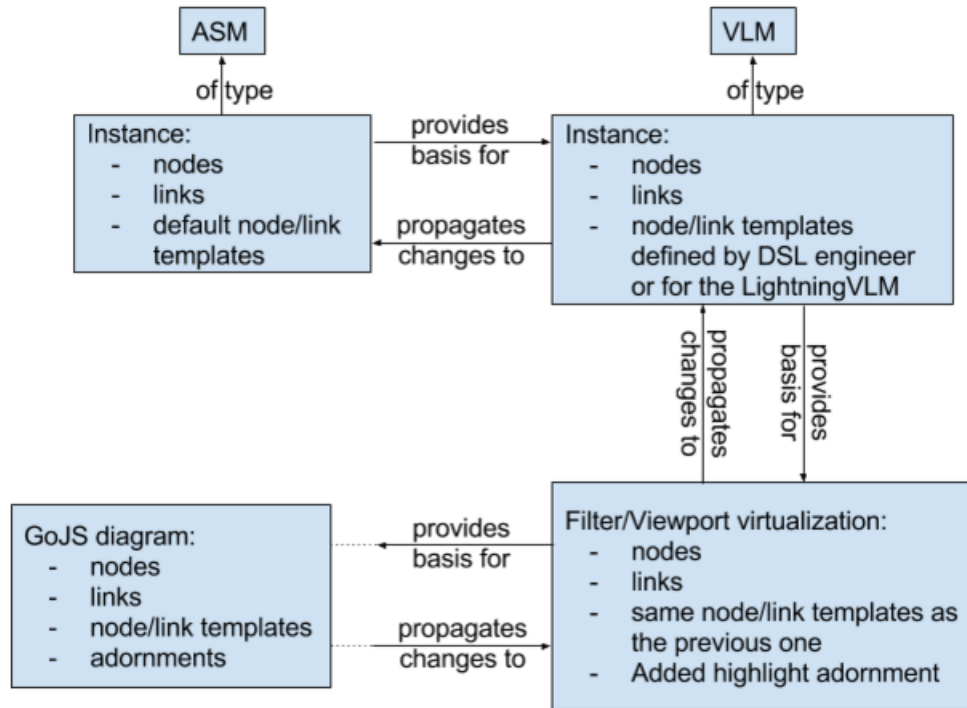 ASM
VLM
of type
of type
Instance:
- nodes
- links
- default node/link
templates
provides
basis for
propagates
changes to
Instance:
- nodes
- links
- node/link templates
defined by DSL engineer
or for the LightningVLM
propagates
changes to
provides
basis for
GoJS diagram:
- nodes
- links
- node/link templates
- adornments
provides
basis for
propagates
changes to
Filter/Viewport virtualization:
- nodes
- links
- same node/link templates as
the previous one
- Added highlight adornment